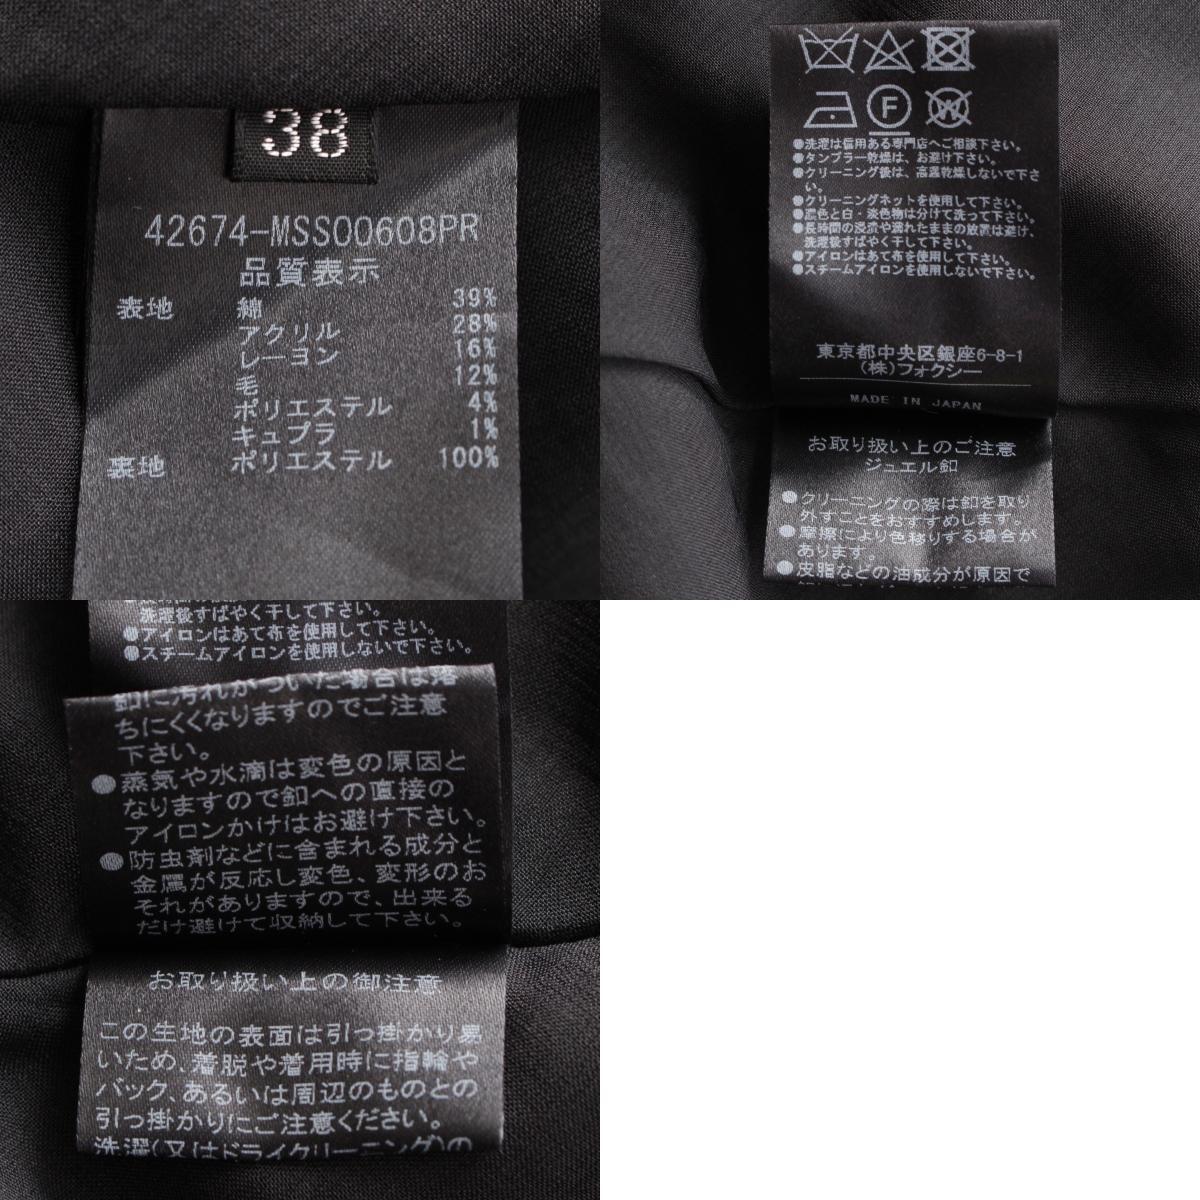 38
42674-MSS00608PR
品質表示
表地 綿 39%
アクリル 28%
レーヨン 16%
毛 12%
ポリエステル 4%
キュプラ 1%
裏地 ポリエステル 100%
F W
●洗濯は信用ある専門店へご相談下さい。
●タンブラー乾燥は、お避け下さい。
●クリーニング後は、高温乾燥しないで下さ
い。
●クリーニングネットを使用して下さい。
●濃色と白・淡色物は分けて洗って下さい。
●長時間の浸漬や濡れたままの放置は避け、
洗濯後すばやく干して下さい。
●アイロンはあて布を使用して下さい。
●スチームアイロンを使用しないで下さい。
東京都中央区銀座6-8-1
(株)フォクシー
MADE IN JAPAN
お取り扱い上のご注意
ジュエル釦
●クリーニングの際は釦を取り
外すことをおすすめします。
●摩擦により色移りする場合が
あります。
●皮脂などの油成分が原因で
洗濯後すばやく干して下さい。
●アイロンはあて布を使用して下さい。
●スチームアイロンを使用しないで下さい。
釦に汚れがついた場合は落
ちにくくなりますのでご注意
下さい。
●蒸気や水滴は変色の原因と
なりますので釦への直接の
アイロンかけはお避け下さい。
●防虫剤などに含まれる成分と
金属が反応し変色、変形のお
それがありますので、出来る
だけ避けて収納して下さい。
お取り扱い上の御注意
この生地の表面は引っ掛かり易
いため、着脱や着用時に指輪や
バック、あるいは周辺のものとの
引っ掛かりにご注意ください。
洗濯(又はドライクリーニング)の